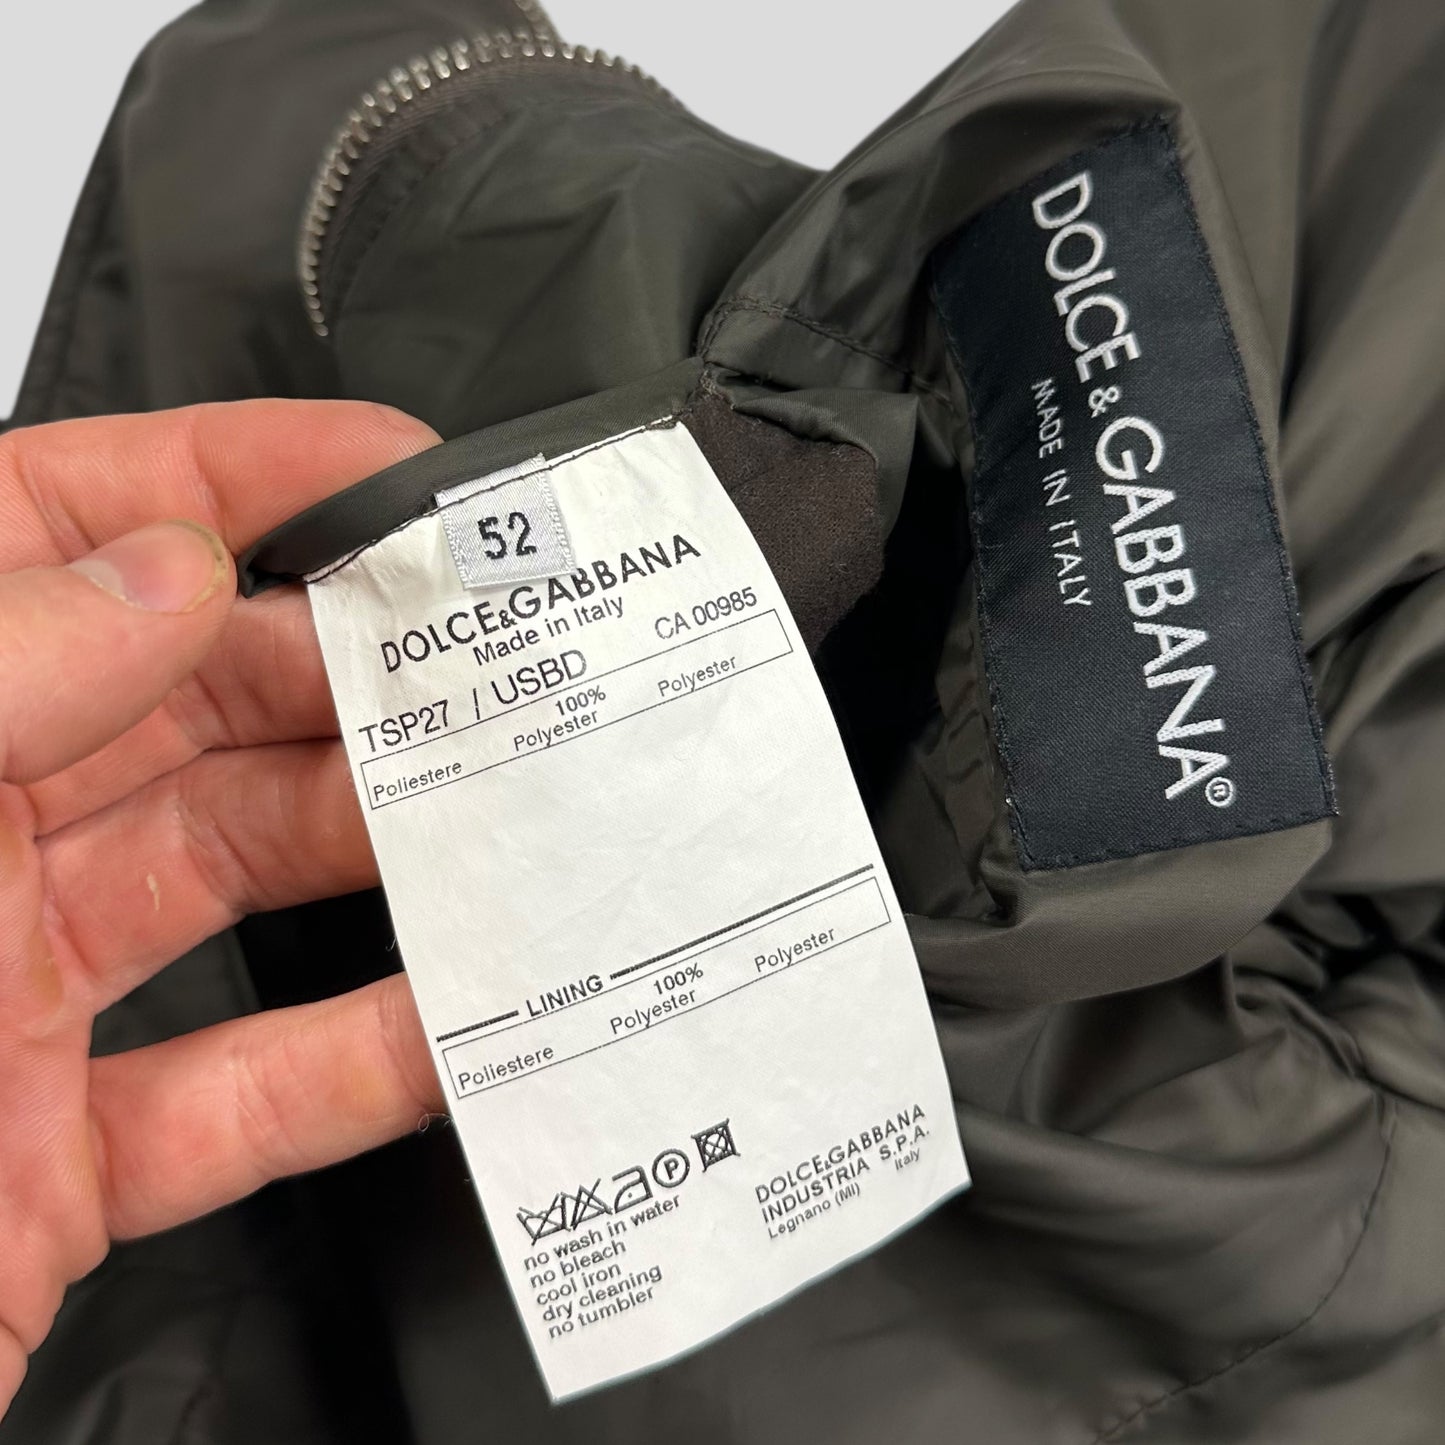 52
DOLCE&GABBANA
Made in Italy
TSP27 / USBD CA 00985
100%
Poliestere Polyester Polyester
LINING
100%
Poliestere Polyester Polyester
P
no wash in water
no bleach
cool iron
dry cleaning
no tumbler
DOLCE&GABBANA
INDUSTRIA S.P.A.
Legnano (MI) Italy
DOLCE & GABBANA®
MADE IN ITALY